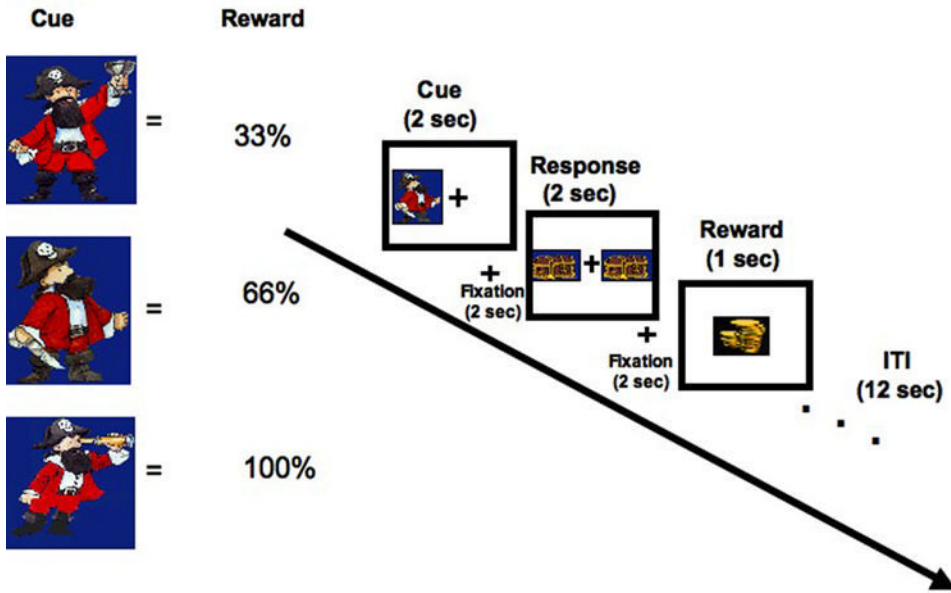 Cue
Reward
=
33%
=
66%
=
100%
Cue
(2 sec)
+
+
Fixation
(2 sec)
Response
(2 sec)
+
+
Fixation
(2 sec)
Reward
(1 sec)
ITI
(12 sec)